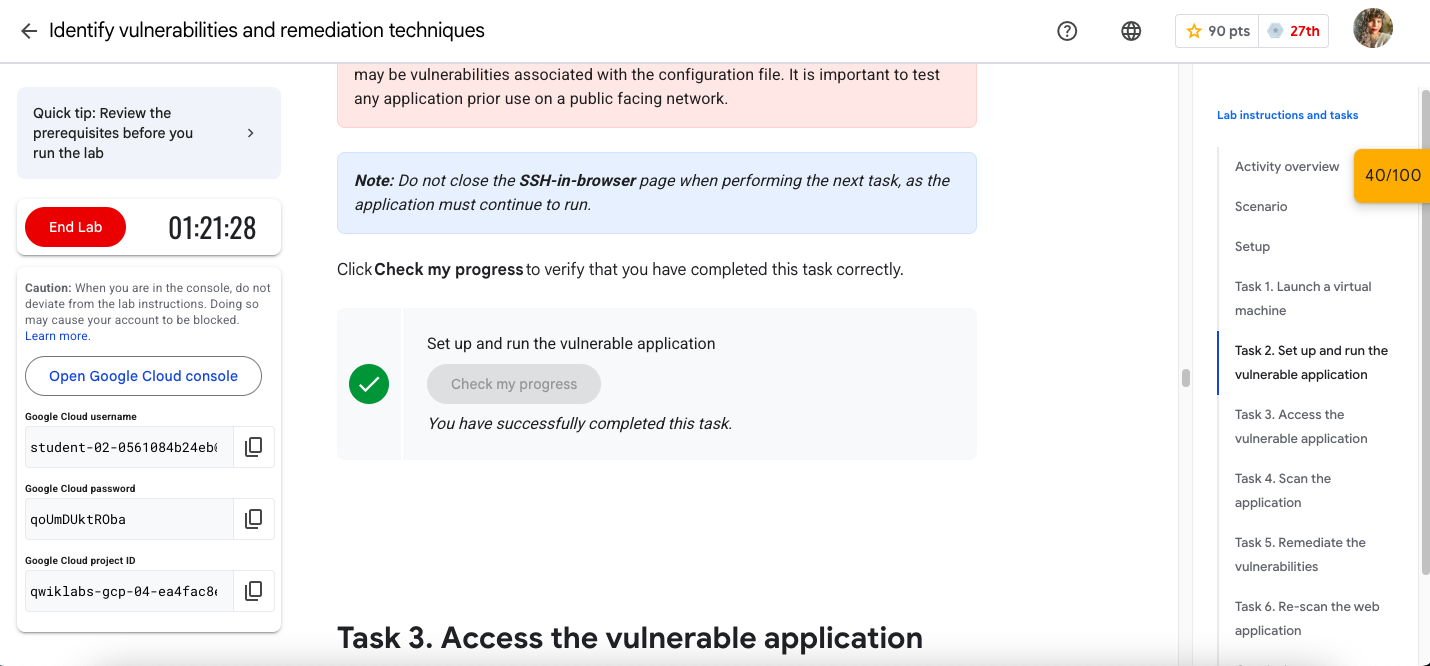 Identify vulnerabilities and remediation techniques
90 pts
27th
Quick tip: Review the
prerequisites before you
run the lab
End Lab
01:21:28
Caution: When you are in the console, do not
deviate from the lab instructions. Doing so
may cause your account to be blocked.
Learn more.
Open Google Cloud console
Google Cloud username
student-02-0561084b24eb
Google Cloud password
qoUmDUktROba
Google Cloud project ID
qwiklabs-gcp-04-ea4fac8
may be vulnerabilities associated with the configuration file. It is important to test
any application prior use on a public facing network.
Note: Do not close the SSH-in-browser page when performing the next task, as the
application must continue to run.
Click Check my progress to verify that you have completed this task correctly.
Set up and run the vulnerable application
Check my progress
You have successfully completed this task.
Task 3. Access the vulnerable application
Lab instructions and tasks
Activity overview
40/100
Scenario
Setup
Task 1. Launch a virtual
machine
Task 2. Set up and run the
vulnerable application
Task 3. Access the
vulnerable application
Task 4. Scan the
application
Task 5. Remediate the
vulnerabilities
Task 6. Re-scan the web
application